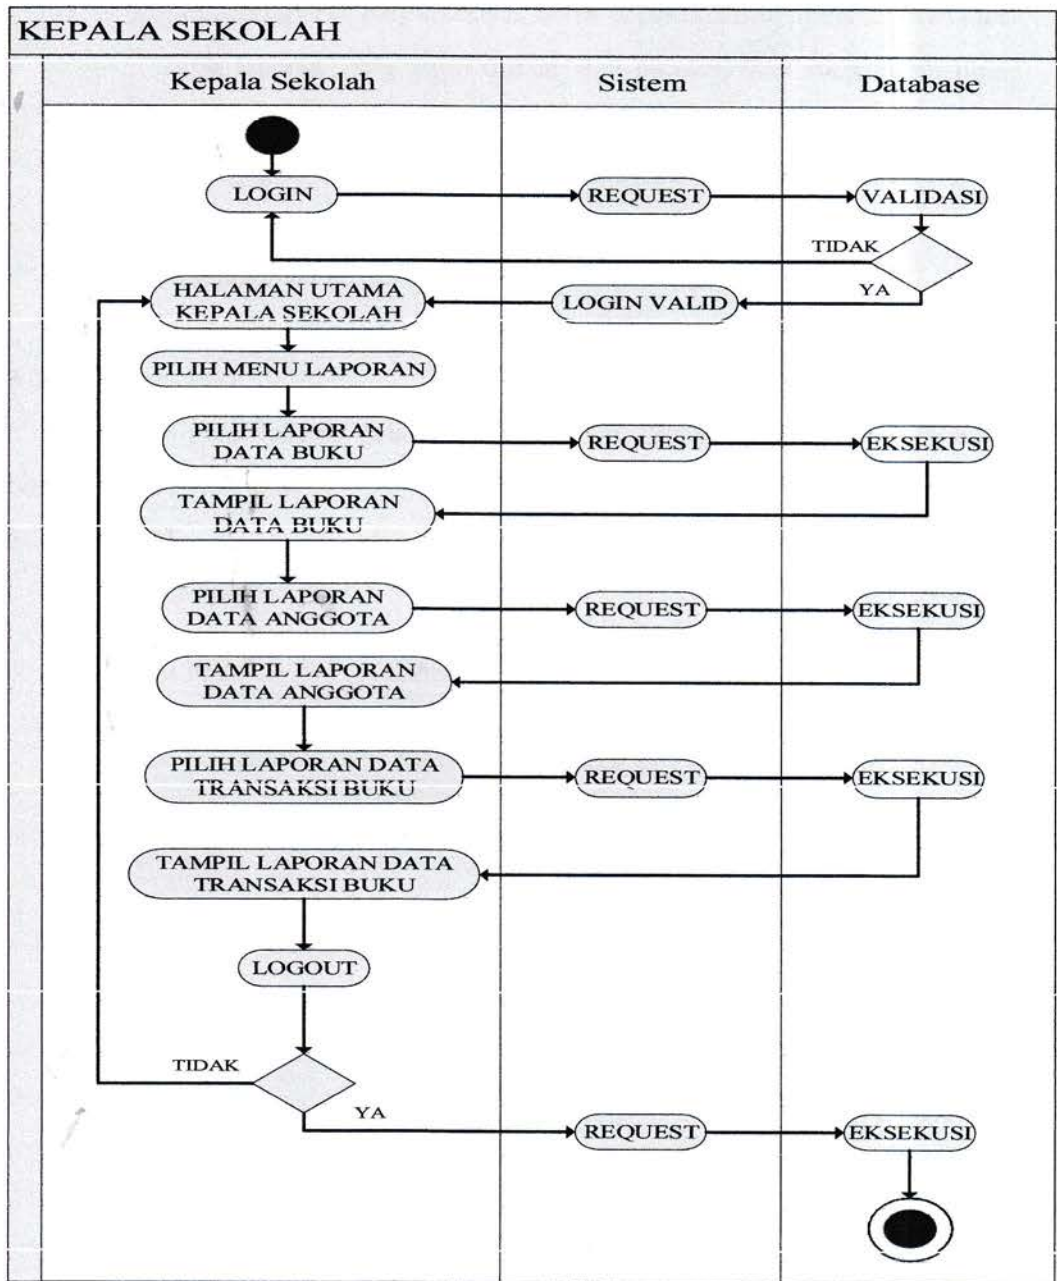 KEPALA SEKOLAH
Kepala Sekolah
Sistem
Database
LOGIN
REQUEST
VALIDASI
TIDAK
YA
HALAMAN UTAMA
KEPALA SEKOLAH
LOGIN VALID
PILIH MENU LAPORAN
PILIH LAPORAN
DATA BUKU
REQUEST
EKSEKUSI
TAMPIL LAPORAN
DATA BUKU
PILIH LAPORAN
DATA ANGGOTA
REQUEST
EKSEKUSI
TAMPIL LAPORAN
DATA ANGGOTA
PILIH LAPORAN DATA
TRANSAKSI BUKU
REQUEST
EKSEKUSI
TAMPIL LAPORAN DATA
TRANSAKSI BUKU
LOGOUT
TIDAK
YA
REQUEST
EKSEKUSI